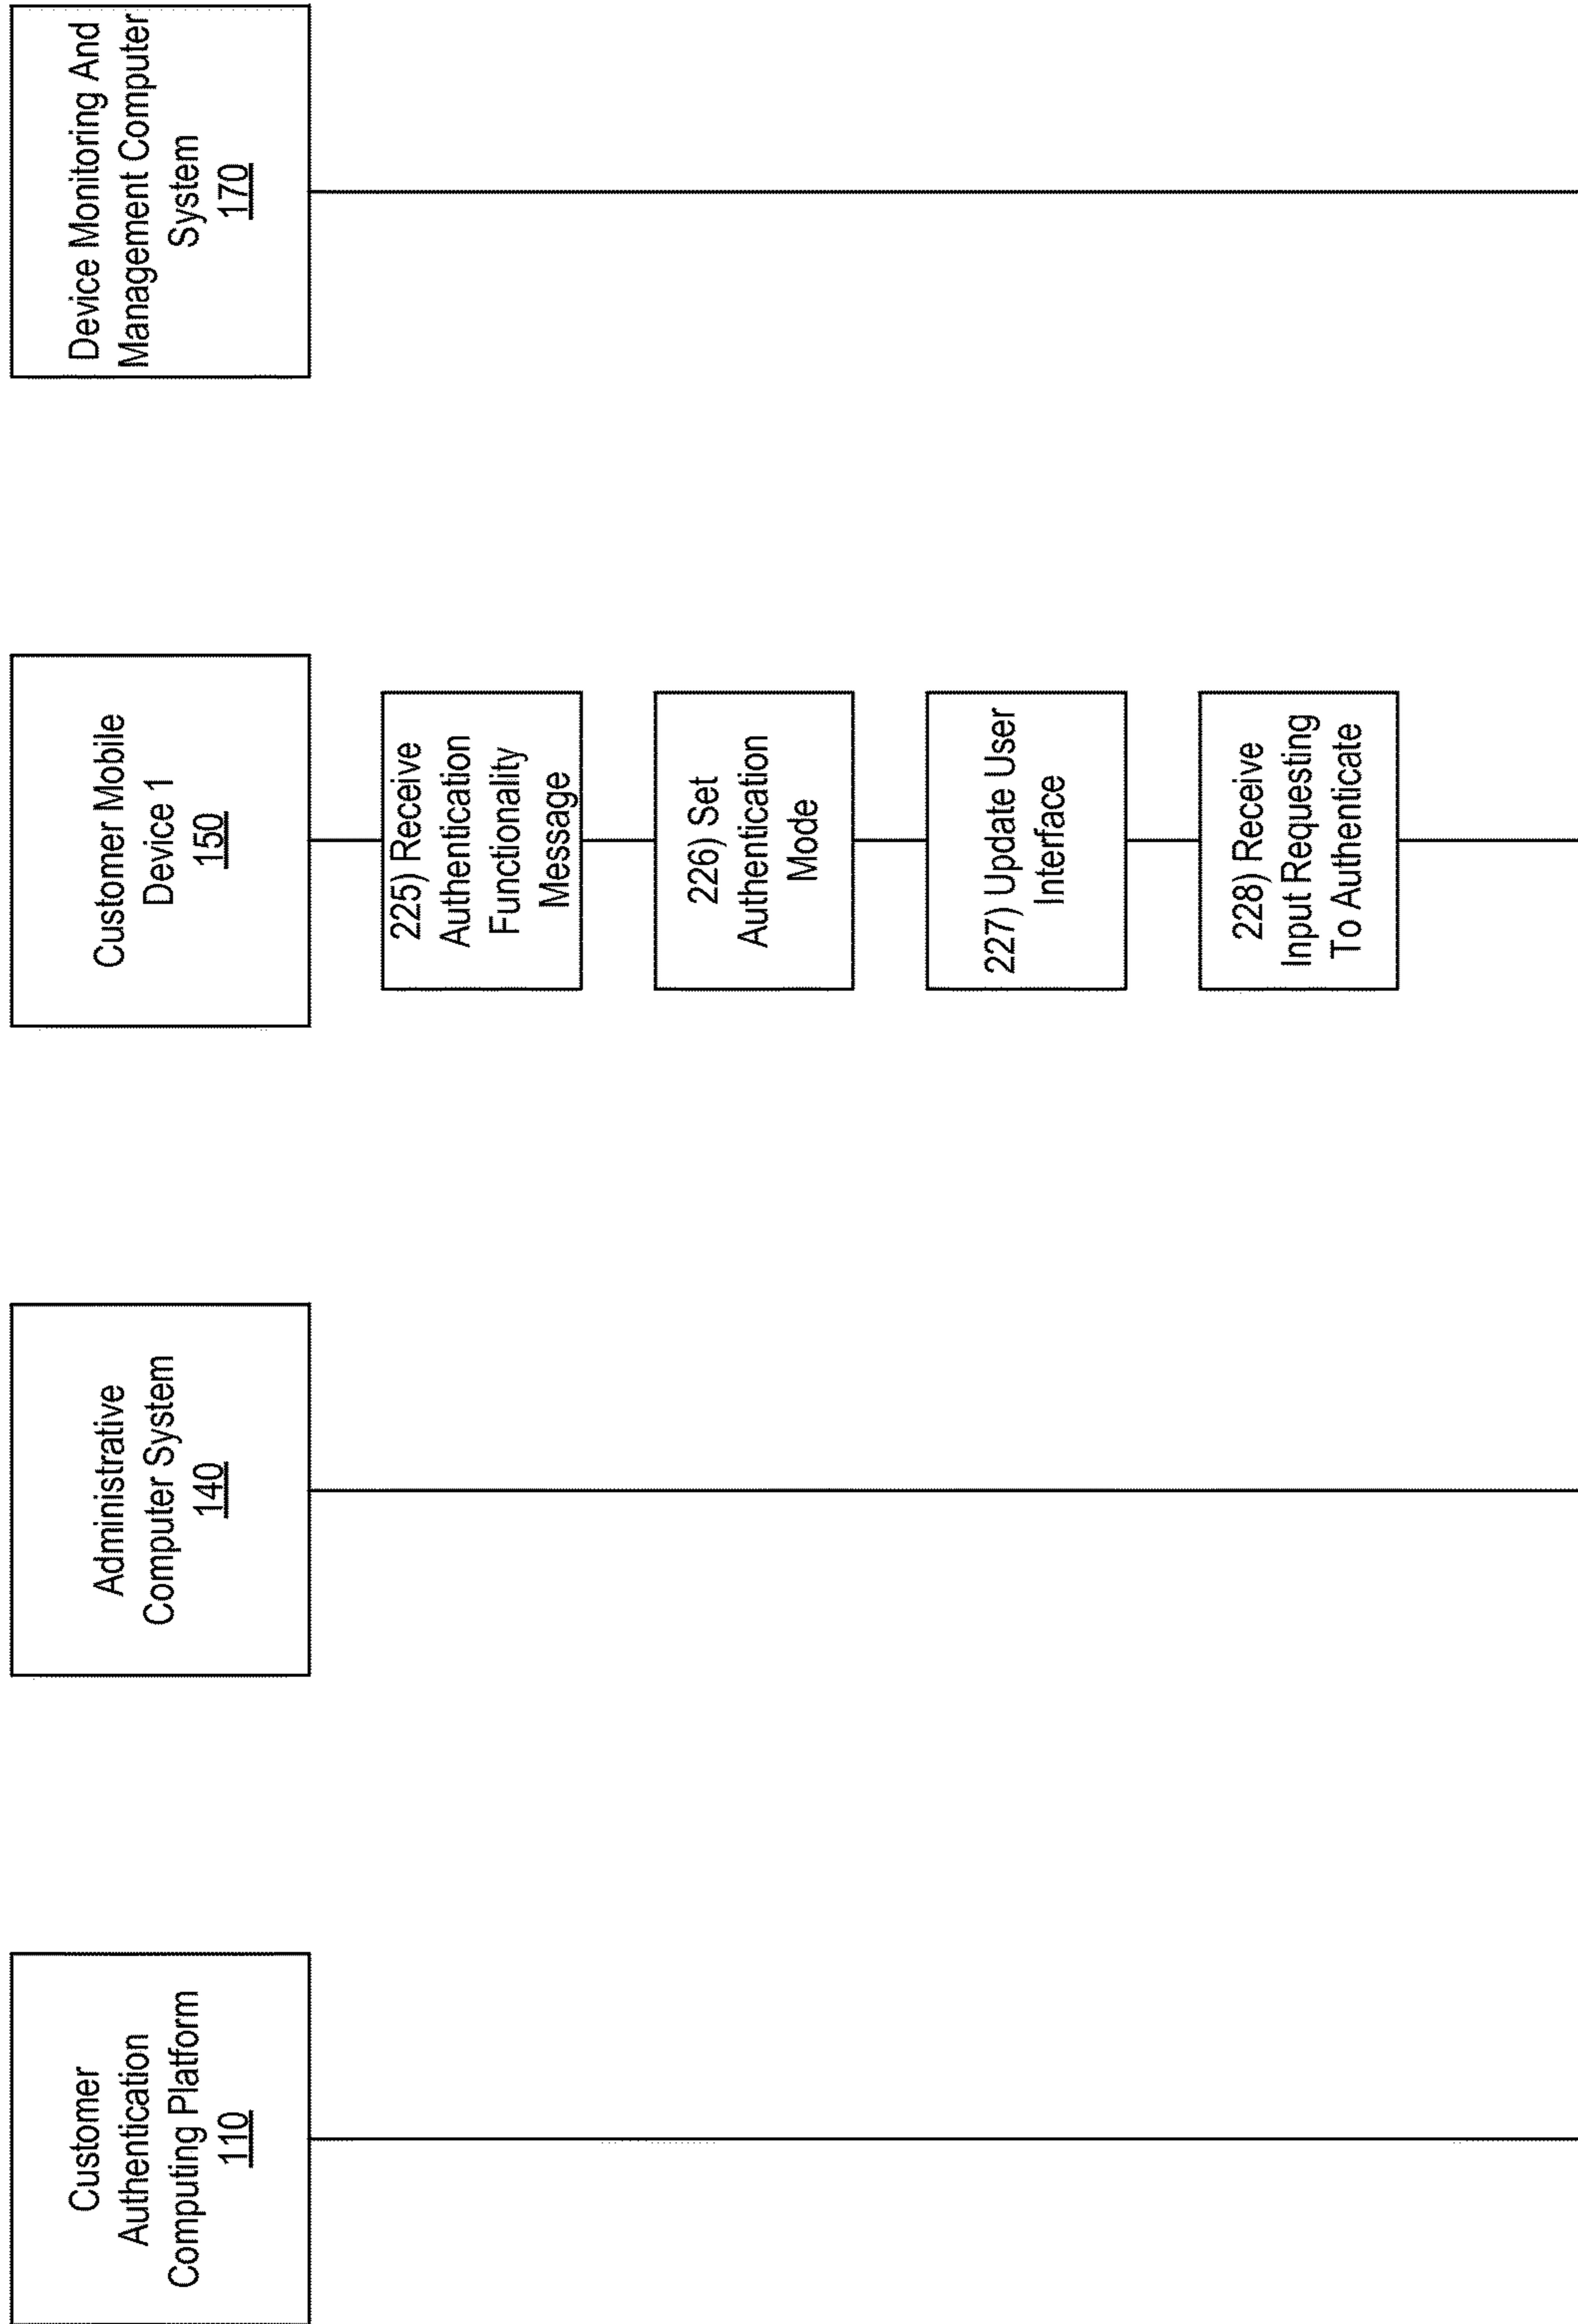 Customer
Authentication
Computing Platform
110
Administrative
Computer System
140
Customer Mobile
Device 1
150
Device Monitoring And
Management Computer
System
170
225) Receive
Authentication
Functionality
Message
226) Set
Authentication
Mode
227) Update User
Interface
228) Receive
Input Requesting
To Authenticate